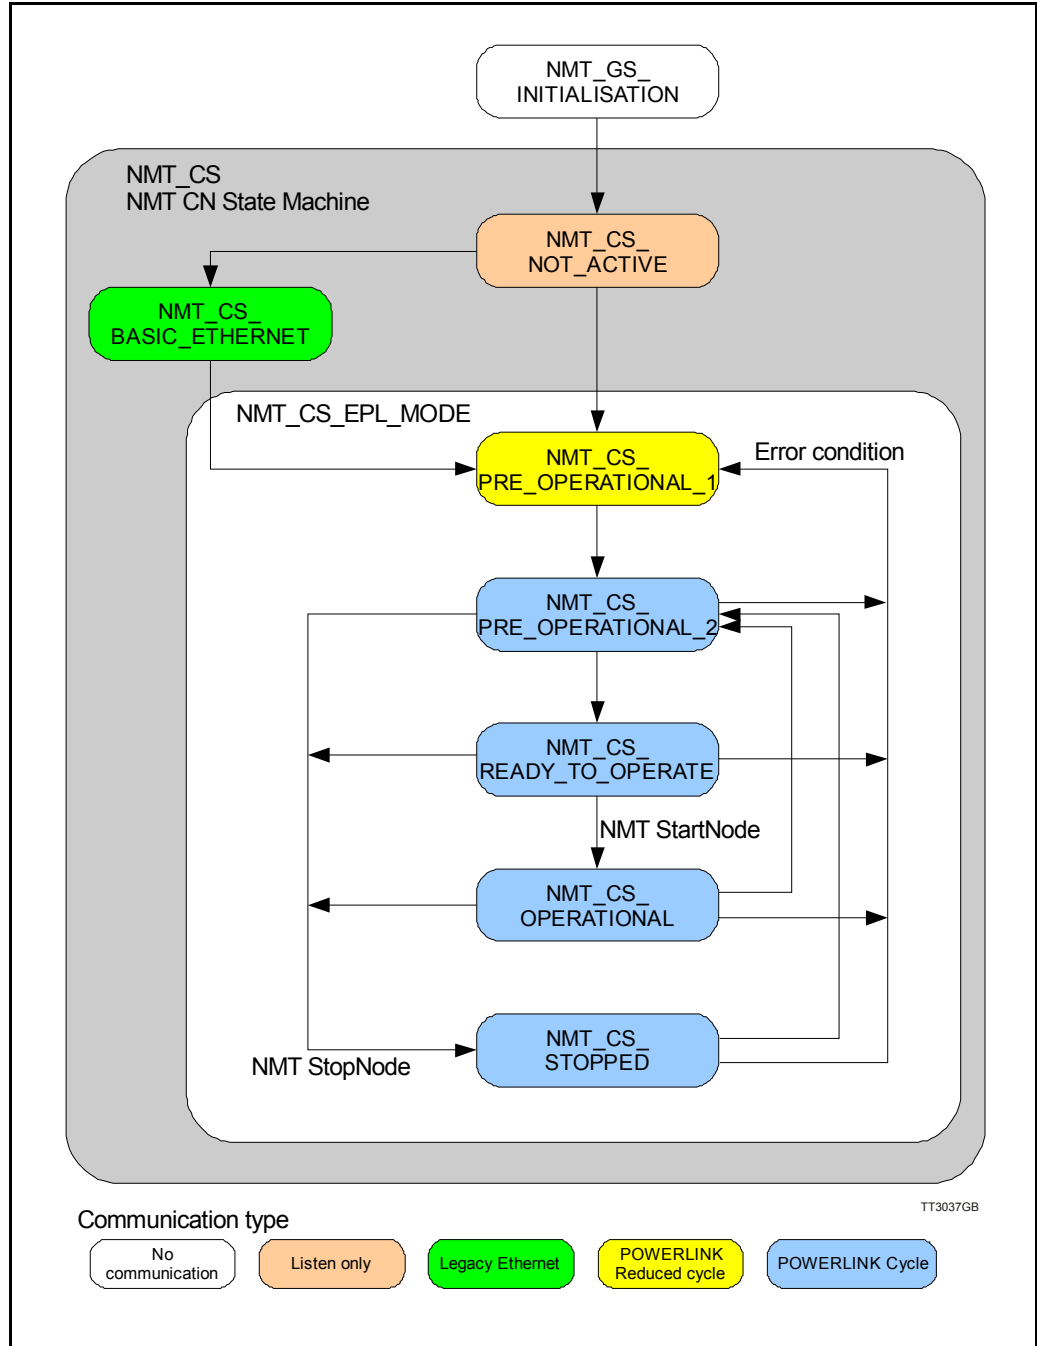 NMT_GS_
INITIALISATION
NMT_CS
NMT CN State Machine
NMT_CS_
NOT_ACTIVE
NMT_CS_
BASIC_ETHERNET
NMT_CS_EPL_MODE
NMT_CS_
PRE_OPERATIONAL_1
Error condition
NMT_CS_
PRE_OPERATIONAL_2
NMT_CS_
READY_TO_OPERATE
NMT StartNode
NMT_CS_
OPERATIONAL
NMT_CS_
STOPPED
NMT StopNode
TT3037GB
Communication type
No
communication
Listen only
Legacy Ethernet
POWERLINK
Reduced cycle
POWERLINK Cycle